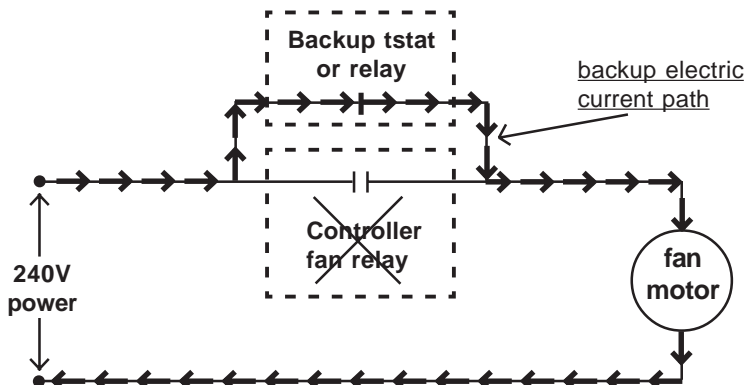 Backup tstat
or relay
backup electric
current path
Controller
fan relay
240V
power
fan
motor